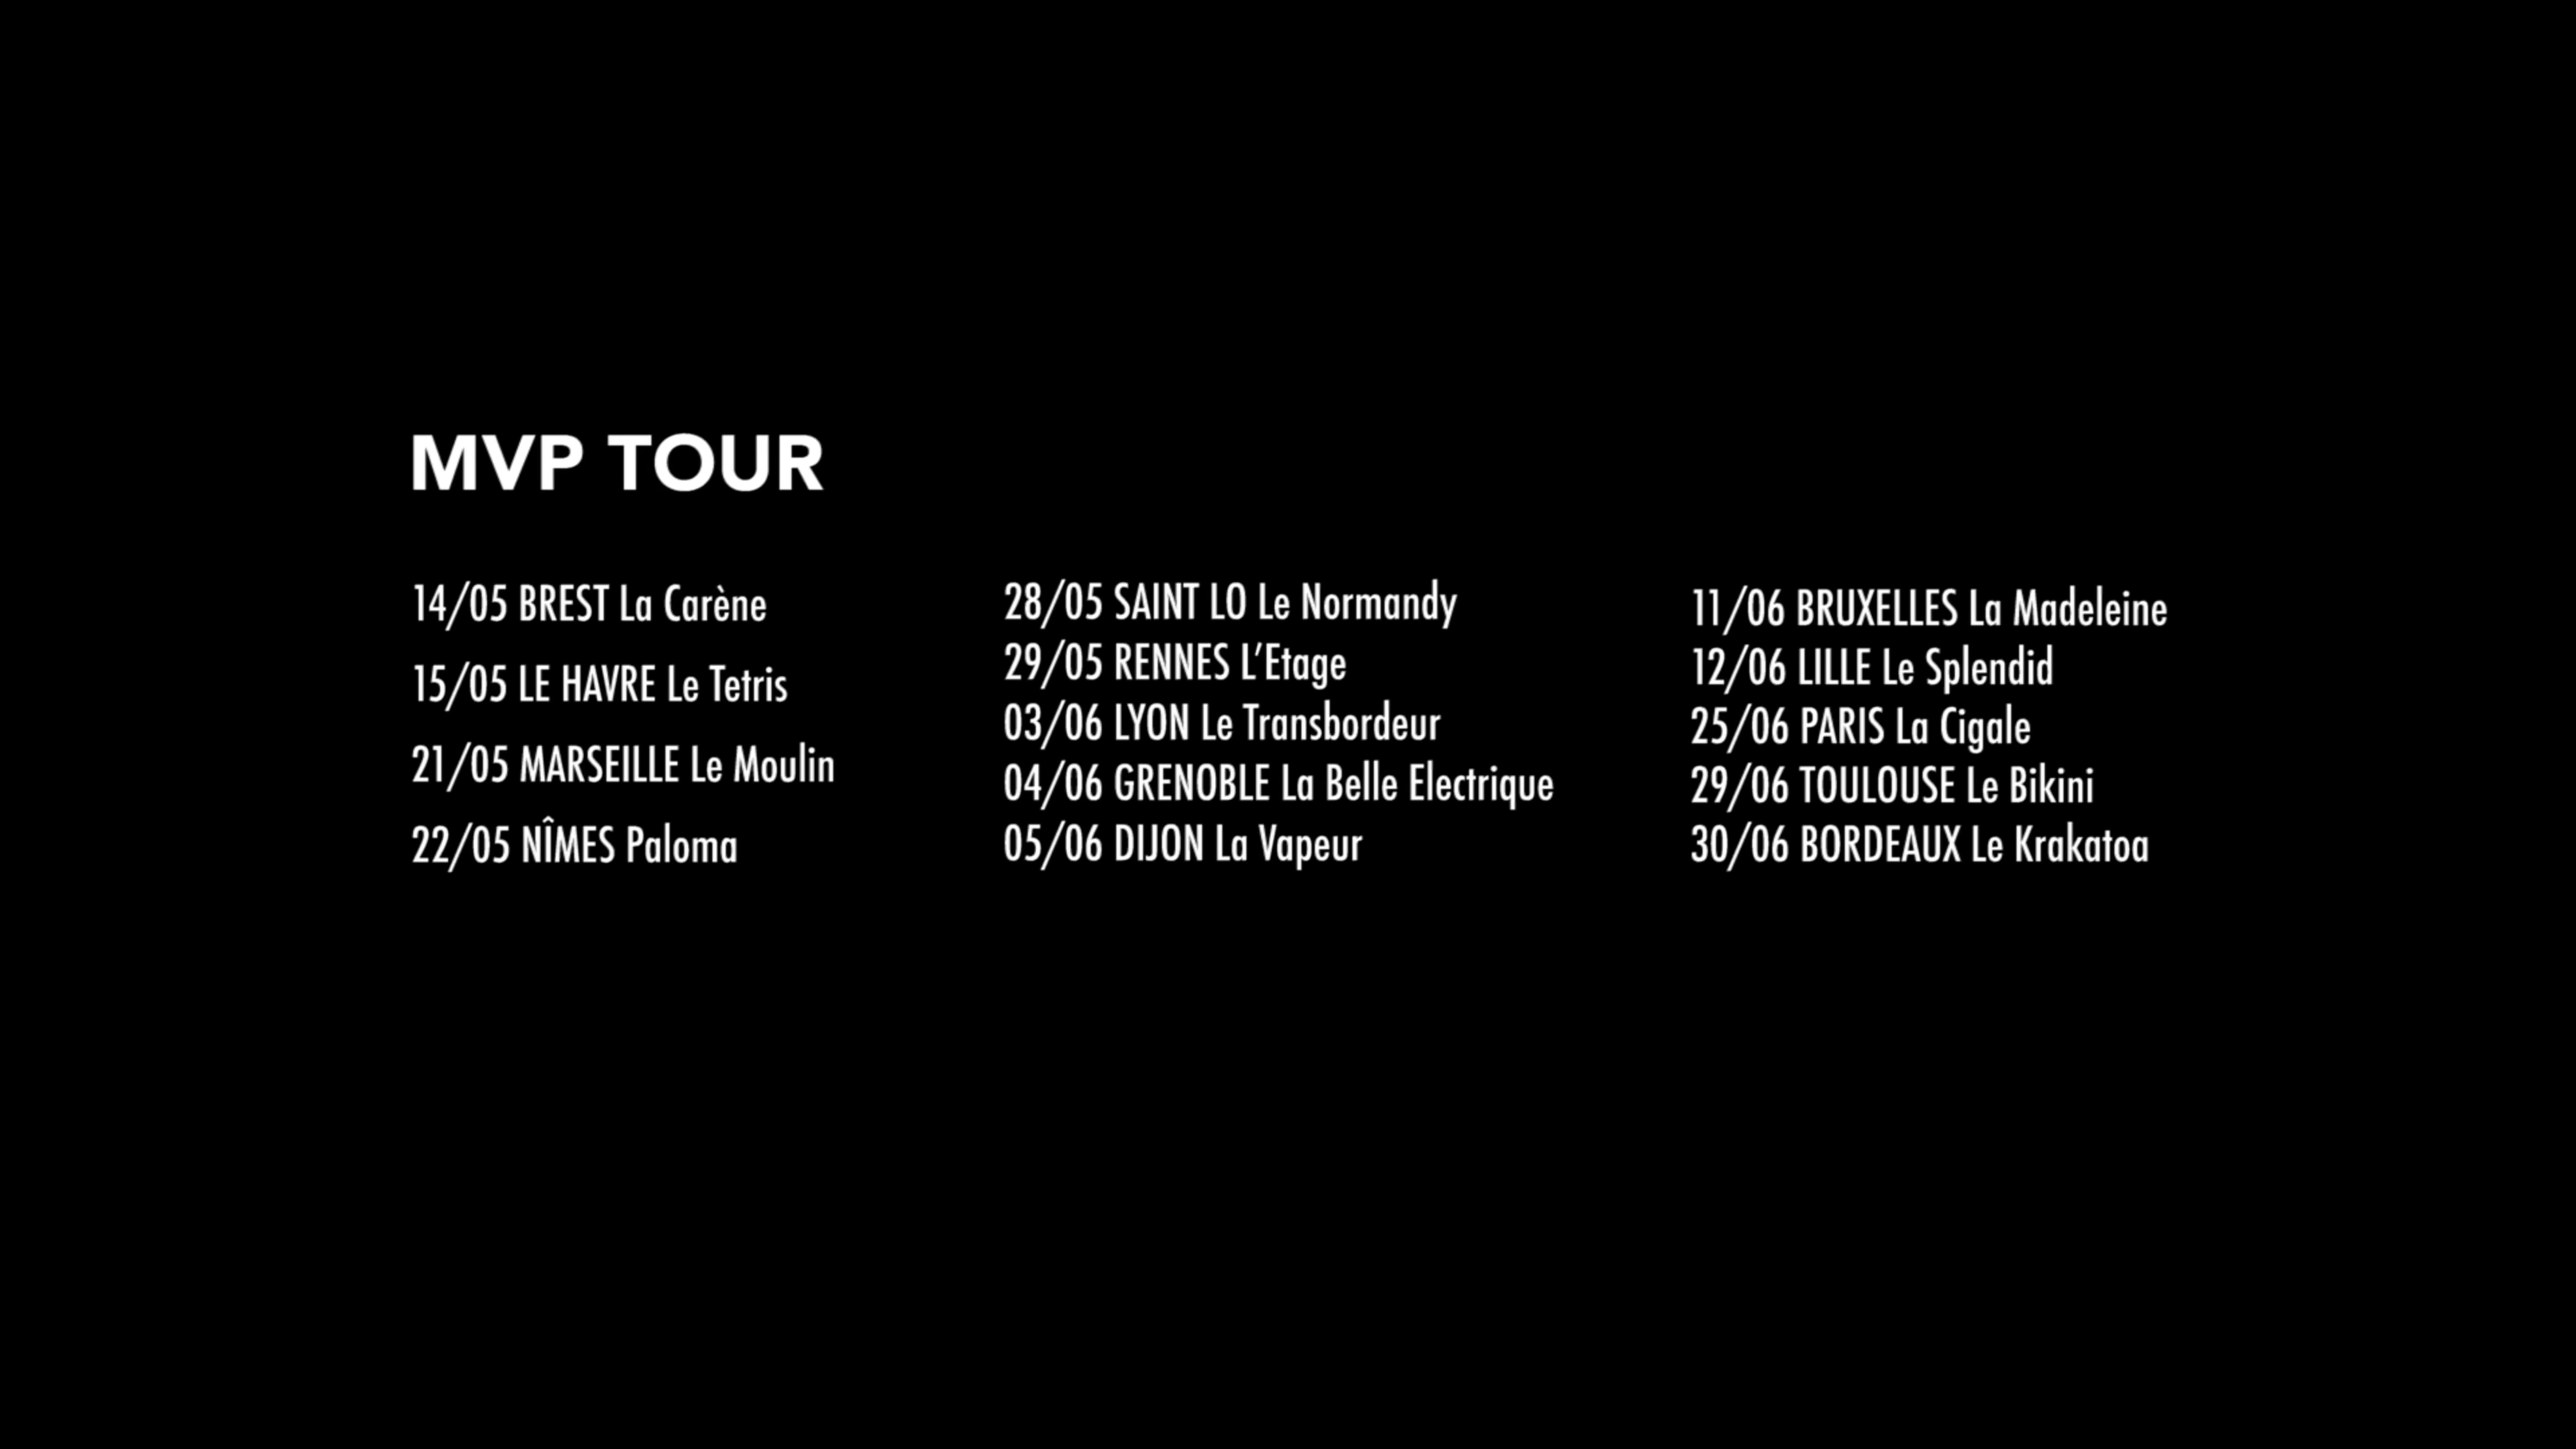 MVP TOUR
14/05 BREST La Carène
15/05 LE HAVRE Le Tetris
21/05 MARSEILLE Le Moulin
22/05 NÎMES Paloma
28/05 SAINT LO Le Normandy
29/05 RENNES L’Etage
03/06 LYON Le Transbordeur
04/06 GRENOBLE La Belle Electrique
05/06 DIJON La Vapeur
11/06 BRUXELLES La Madeleine
12/06 LILLE Le Splendid
25/06 PARIS La Cigale
29/06 TOULOUSE Le Bikini
30/06 BORDEAUX Le Krakatoa